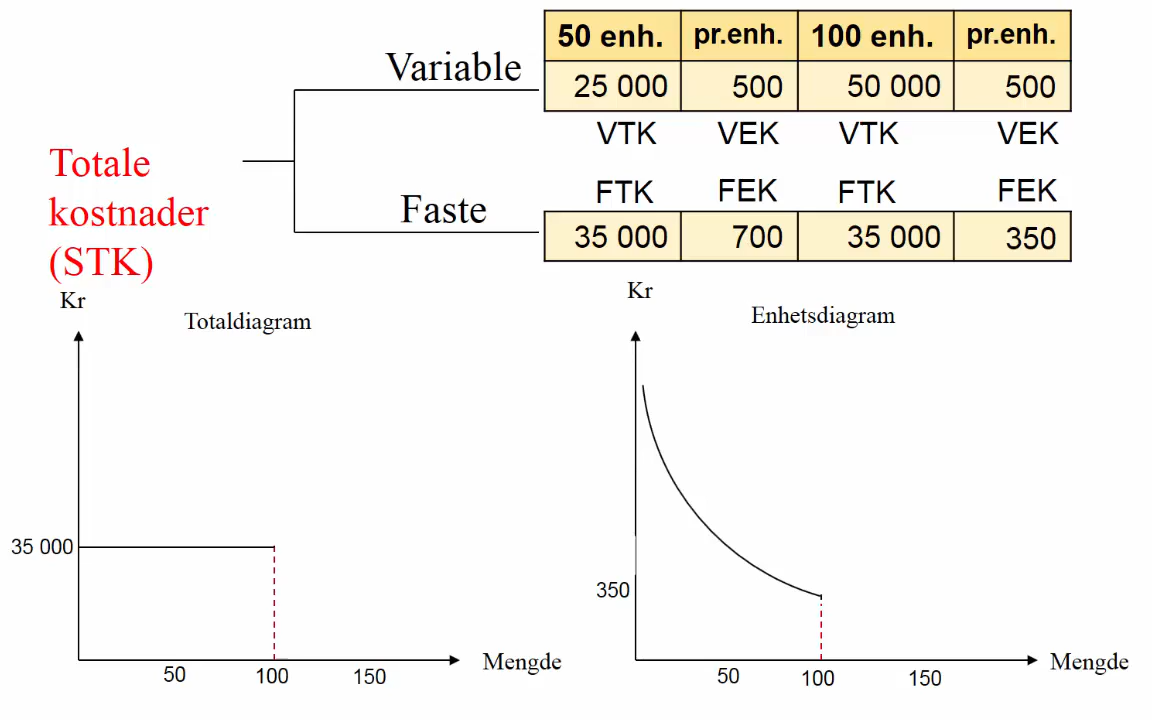 50 enh. pr.enh. 100 enh. pr.enh.
Variable 25 000 500 50 000 500
VTK VEK VTK VEK
Totale
kostnader
(STK)
FTK FEK FTK FEK
Faste 35 000 700 35 000 350
Kr
Totaldiagram
35 000
50 100 150
Mengde
Kr
Enhetsdiagram
350
50 100 150
Mengde